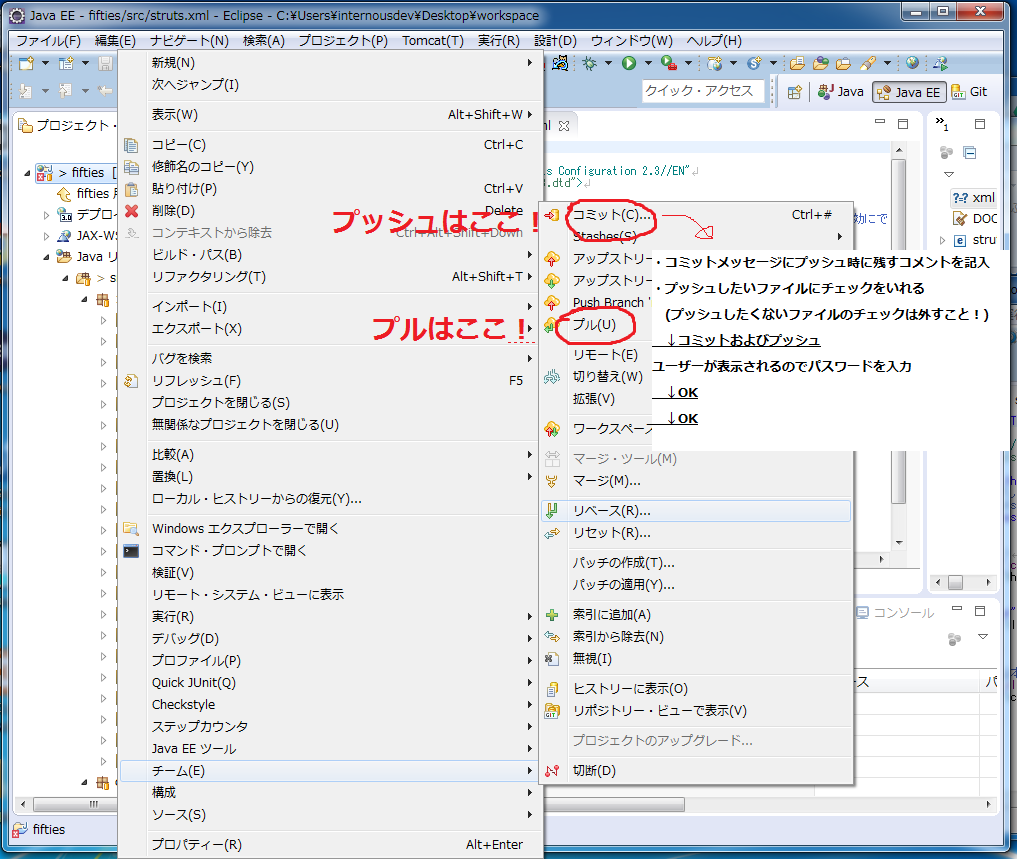 Java EE - fifties/src/struts.xml - Eclipse - C:¥Users¥internousdev¥Desktop¥workspace
ファイル(F) 編集(E) ナビゲート(N) 検索(A) プロジェクト(P) Tomcat(T) 実行(R) 設計(D) ウィンドウ(W) ヘルプ(H)
クイック・アクセス
Java
Java EE
Git
プロジェクト・
> fifties [
fifties
デプロイ
JAX-WS
Java リ
> s
新規(N)
次へジャンプ(I)
表示(W) Alt+Shift+W
コピー(C) Ctrl+C
修飾名のコピー(Y)
貼り付け(P) Ctrl+V
削除(D) Delete
コンテキストから除去 Ctrl+Alt+Shift+Down
ビルド・パス(B)
リファクタリング(T) Alt+Shift+T
インポート(I)
エクスポート(X)
バグを検索
リフレッシュ(F) F5
プロジェクトを閉じる(S)
無関係なプロジェクトを閉じる(U)
比較(A)
置換(L)
ローカル・ヒストリーからの復元(Y)...
Windows エクスプローラーで開く
コマンド・プロンプトで開く
検証(V)
リモート・システム・ビューに表示
実行(R)
デバッグ(D)
プロファイル(P)
Quick JUnit(Q)
Checkstyle
ステップカウンタ
Java EE ツール
チーム(E)
構成
ソース(S)
プロパティー(R) Alt+Enter
プッシュはここ！
プルはここ！
s Configuration 2.3//EN"
.dtd">
効にで
コミット(C)... Ctrl+#
Stashes(S)
アップストリー
アップストリー
Push Branch '
プル(U)
リモート(E)
切り替え(W)
拡張(V)
ワークスペース
マージ・ツール(M)
マージ(M)...
リベース(R)...
リセット(R)...
パッチの作成(T)...
パッチの適用(Y)...
索引に追加(A)
索引から除去(N)
無視(I)
ヒストリーに表示(O)
リポジトリー・ビューで表示(V)
プロジェクトのアップグレード...
切断(D)
・コミットメッセージにプッシュ時に残すコメントを記入
・プッシュしたいファイルにチェックをいれる
(プッシュしたくないファイルのチェックは外すこと！)
↓コミットおよびプッシュ
ユーザーが表示されるのでパスワードを入力
↓OK
↓OK
»1
?=? xml
DOC
stru
コンソール
ース
パ
fifties